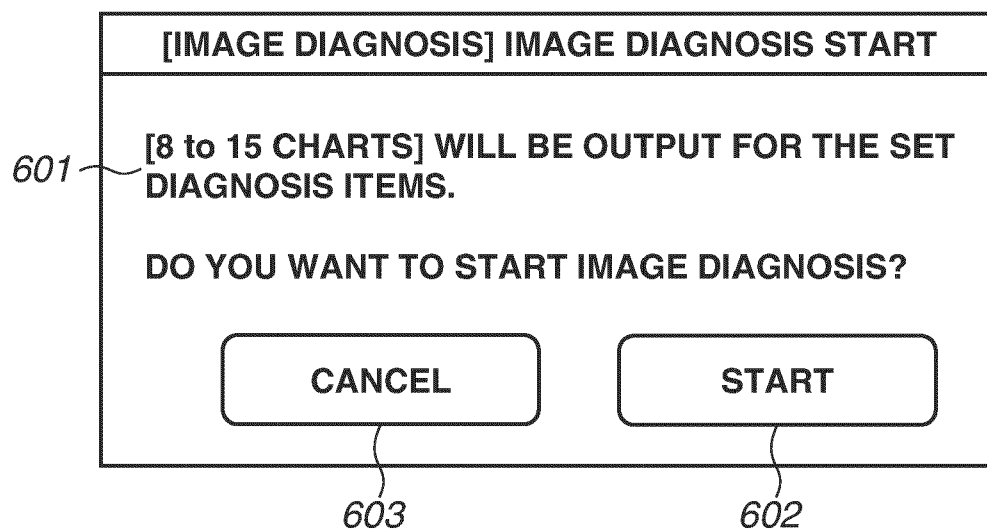 [IMAGE DIAGNOSIS] IMAGE DIAGNOSIS START
601
[8 to 15 CHARTS] WILL BE OUTPUT FOR THE SET
DIAGNOSIS ITEMS.
DO YOU WANT TO START IMAGE DIAGNOSIS?
CANCEL
START
603
602